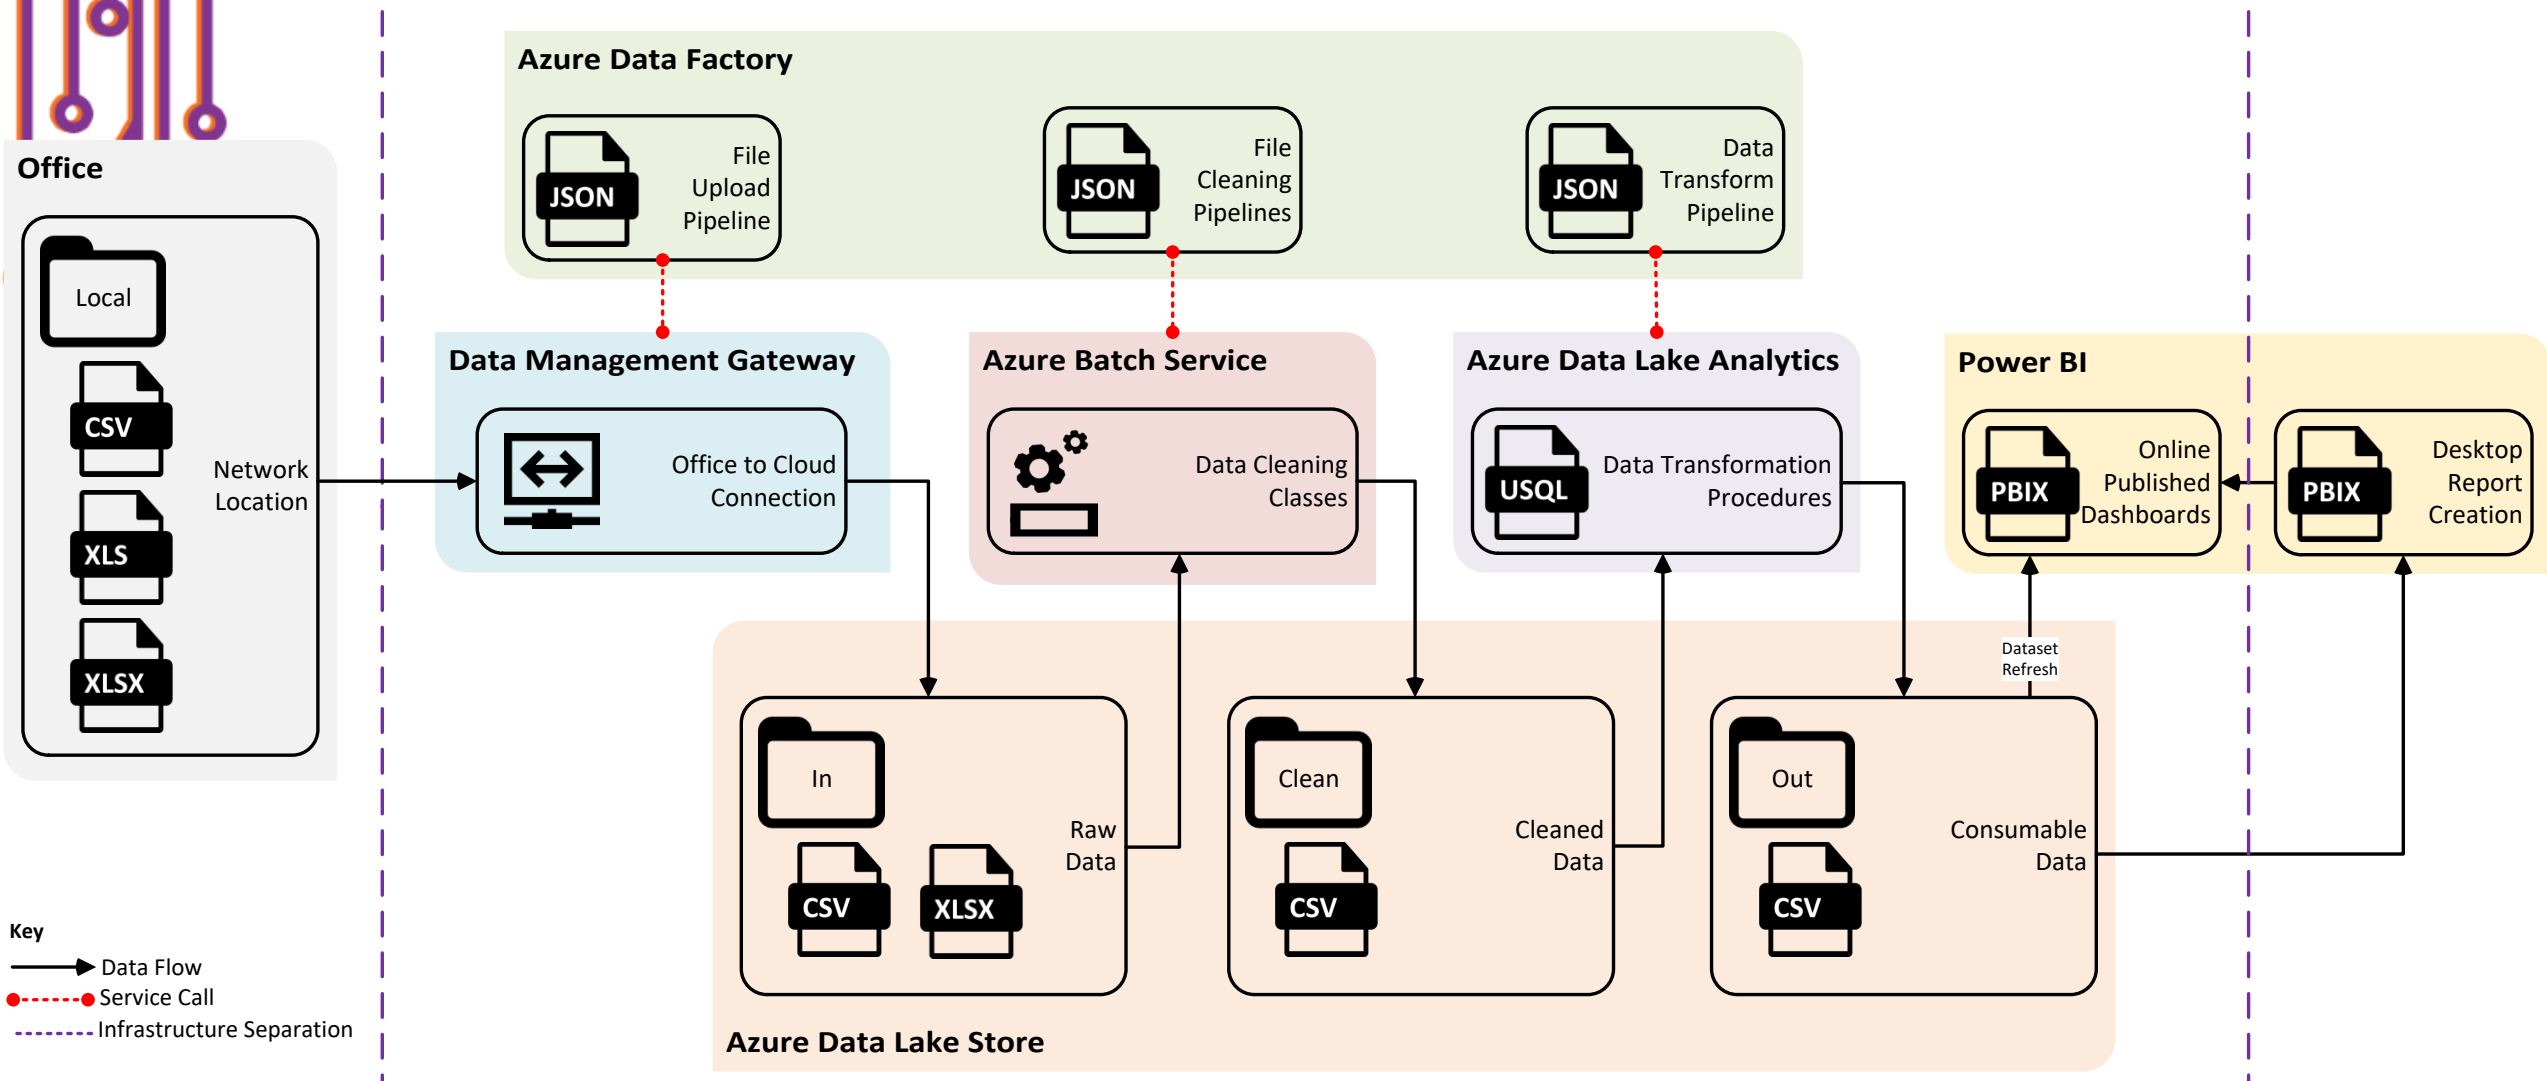 Azure Data Factory
JSON
File
Upload
Pipeline
JSON
File
Cleaning
Pipelines
JSON
Data
Transform
Pipeline
Office
Local
CSV
XLS
XLSX
Network
Location
Data Management Gateway
Office to Cloud
Connection
Azure Batch Service
Data Cleaning
Classes
Azure Data Lake Analytics
USQL
Data Transformation
Procedures
Power BI
PBIX
Online
Published
Dashboards
PBIX
Desktop
Report
Creation
Dataset
Refresh
In
CSV
XLSX
Raw
Data
Clean
CSV
Cleaned
Data
Out
CSV
Consumable
Data
Azure Data Lake Store
Key
Data Flow
Service Call
Infrastructure Separation